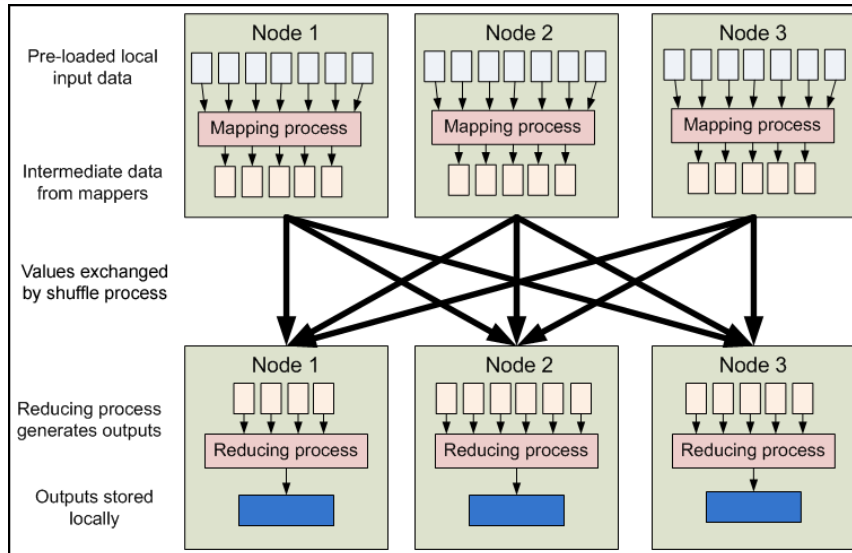 Node 1
Node 2
Node 3
Pre-loaded local
input data
Mapping process
Mapping process
Mapping process
Intermediate data
from mappers
Values exchanged
by shuffle process
Node 1
Node 2
Node 3
Reducing process
generates outputs
Reducing process
Reducing process
Reducing process
Outputs stored
locally